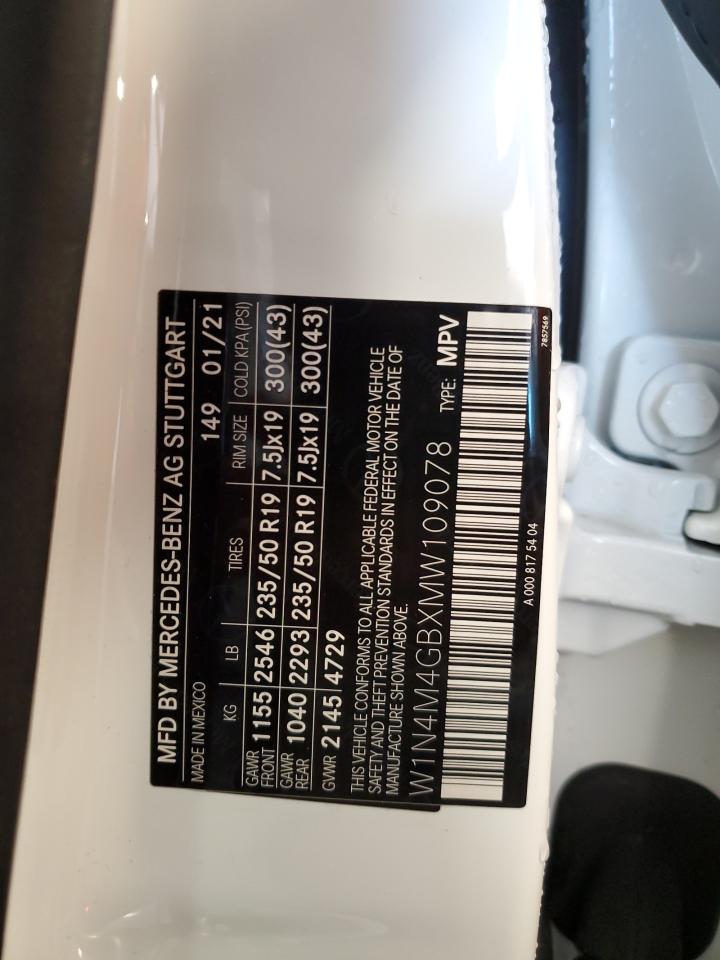 MFD BY MERCEDES-BENZ AG STUTTGART
MADE IN MEXICO 149 01/21
KG LB TIRES RIM SIZE COLD KPA(PSI)
GAWR FRONT 1155 2546 235/50 R19 7.5Jx19 300(43)
GAWR REAR 1040 2293 235/50 R19 7.5Jx19 300(43)
GVWR 2145 4729
THIS VEHICLE CONFORMS TO ALL APPLICABLE FEDERAL MOTOR VEHICLE
SAFETY AND THEFT PREVENTION STANDARDS IN EFFECT ON THE DATE OF
MANUFACTURE SHOWN ABOVE.
W1N4M4GBXMW109078 TYPE: MPV
A 000 817 54 04
7857569